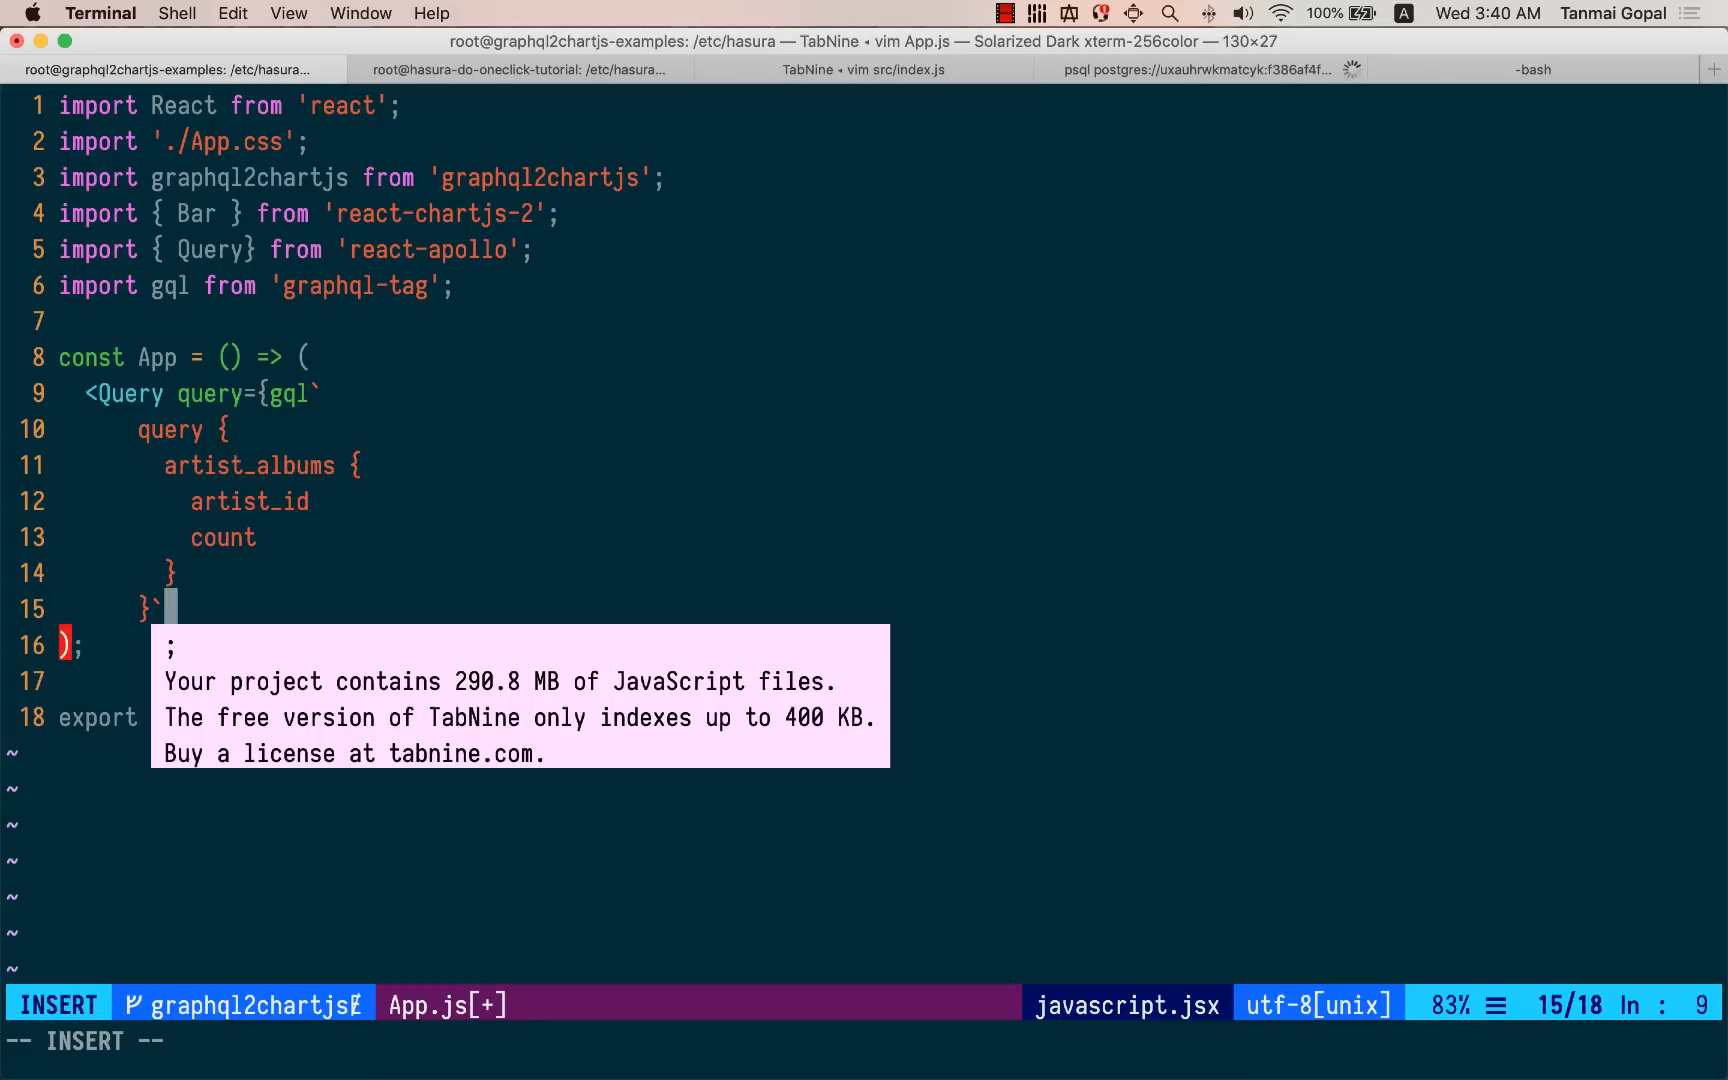 Terminal Shell Edit View Window Help 100% A Wed 3:40 AM Tanmai Gopal
root@graphql2chartjs-examples: /etc/hasura — TabNine ◂ vim App.js — Solarized Dark xterm-256color — 130×27
root@graphql2chartjs-examples: /etc/hasura... root@hasura-do-oneclick-tutorial: /etc/hasura... TabNine ◂ vim src/index.js psql postgres://uxauhrwkmatcyk:f386af4f... -bash
1 import React from 'react';
2 import './App.css';
3 import graphql2chartjs from 'graphql2chartjs';
4 import { Bar } from 'react-chartjs-2';
5 import { Query} from 'react-apollo';
6 import gql from 'graphql-tag';
7
8 const App = () => (
9 <Query query={gql`
10 query {
11 artist_albums {
12 artist_id
13 count
14 }
15 }`
16 );
;
17 Your project contains 290.8 MB of JavaScript files.
18 export The free version of TabNine only indexes up to 400 KB.
~ Buy a license at tabnine.com.
~
~
~
~
~
~
INSERT graphql2chartjs App.js[+] javascript.jsx utf-8[unix] 83% ☰ 15/18 ln : 9
-- INSERT --